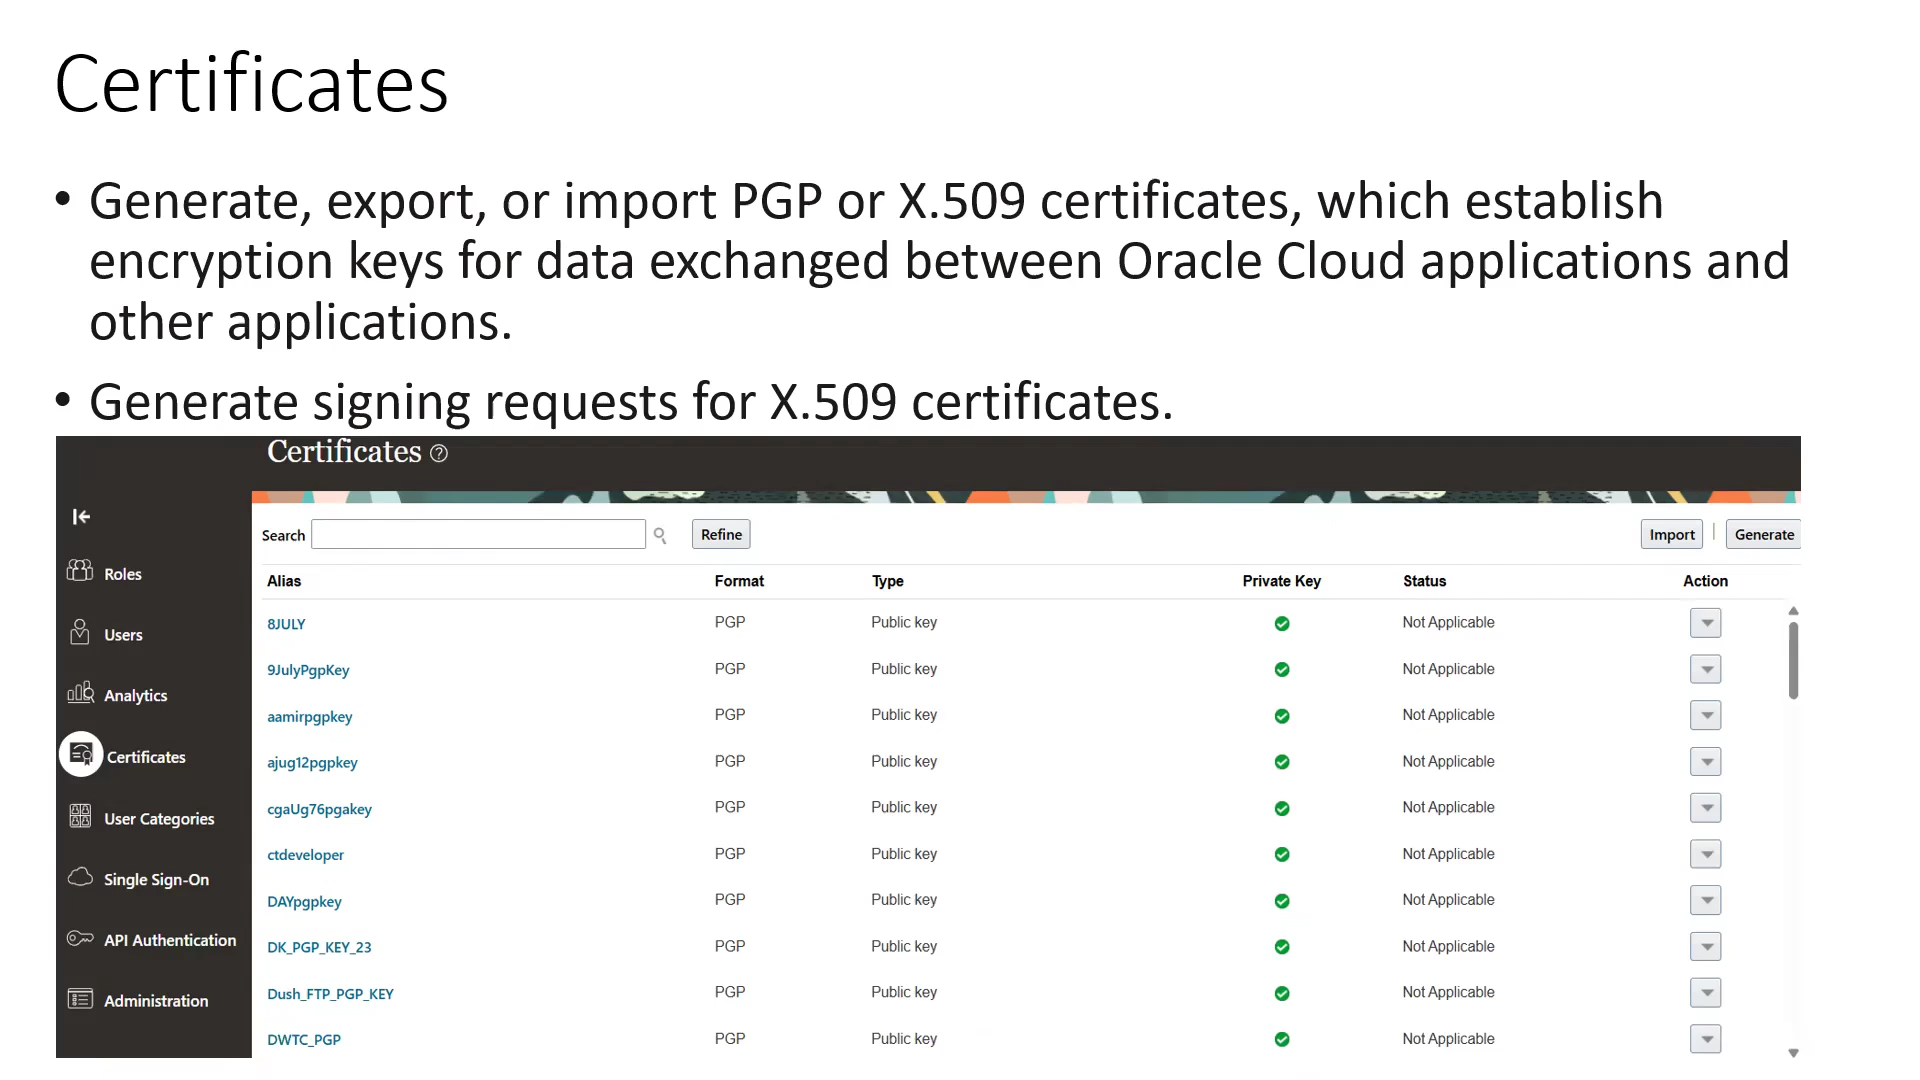 Certificates
• Generate, export, or import PGP or X.509 certificates, which establish
encryption keys for data exchanged between Oracle Cloud applications and
other applications.
• Generate signing requests for X.509 certificates.
Certificates ?
Search Refine Import Generate
Alias Format Type Private Key Status Action
8JULY PGP Public key Not Applicable
9JulyPgpKey PGP Public key Not Applicable
aamirpgpkey PGP Public key Not Applicable
ajug12pgpkey PGP Public key Not Applicable
cgaUg76pgakey PGP Public key Not Applicable
ctdeveloper PGP Public key Not Applicable
DAYpgpkey PGP Public key Not Applicable
DK_PGP_KEY_23 PGP Public key Not Applicable
Dush_FTP_PGP_KEY PGP Public key Not Applicable
DWTC_PGP PGP Public key Not Applicable
Roles
Users
Analytics
Certificates
User Categories
Single Sign-On
API Authentication
Administration